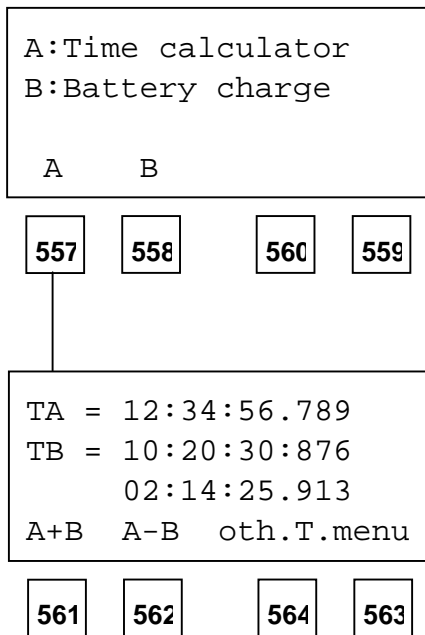 A:Time calculator
B:Battery charge
A B
557 558 560 559
TA = 12:34:56.789
TB = 10:20:30:876
02:14:25.913
A+B A-B oth.T.menu
561 562 564 563